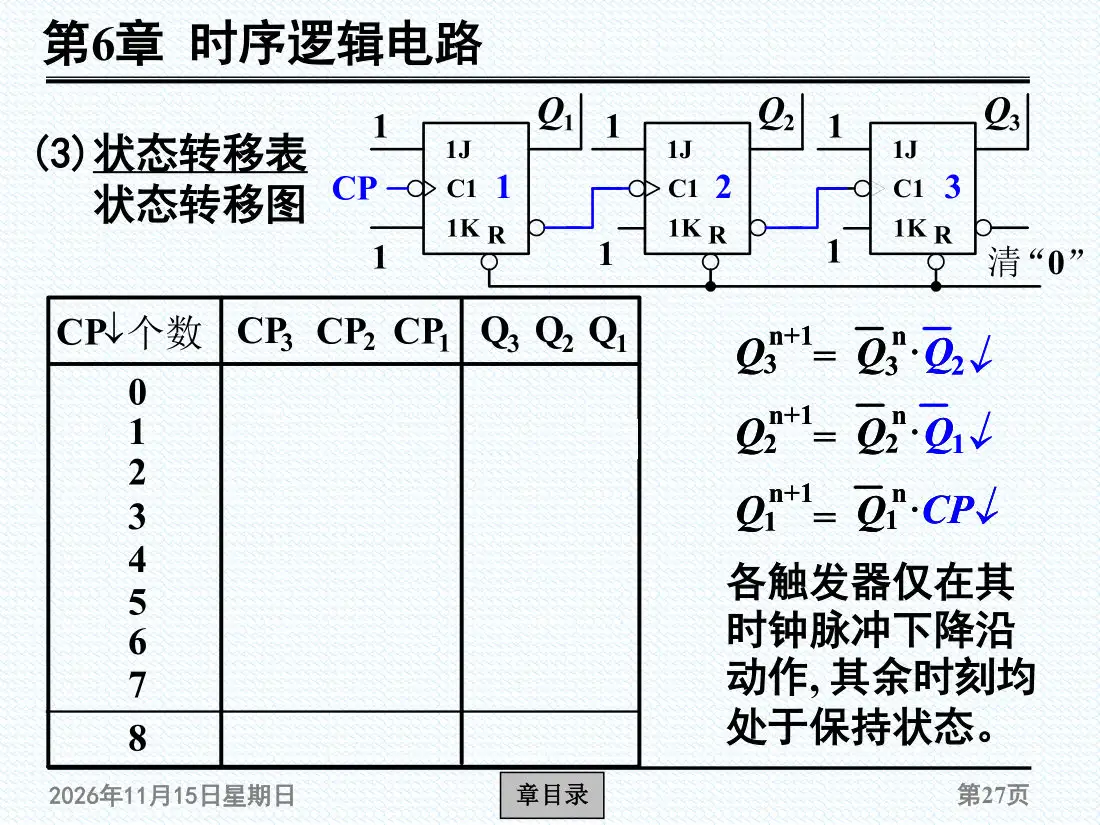 第6章 时序逻辑电路
(3)状态转移表
状态转移图
1 Q1 1 Q2 1 Q3
1J 1J 1J
CP C1 1 C1 2 C1 3
1K R 1K R 1K R
1 1 1
清“0”
CP↓个数 CP3 CP2 CP1 Q3 Q2 Q1
0
1
2
3
4
5
6
7
8
Q̅3^n+1 = Q̅3^n·Q̅2↓
Q2^n+1 = Q̅2^n·Q̅1↓
Q1^n+1 = Q̅1^n·CP↓
各触发器仅在其
时钟脉冲下降沿
动作, 其余时刻均
处于保持状态。
2026年11月15日星期日
章目录
第27页